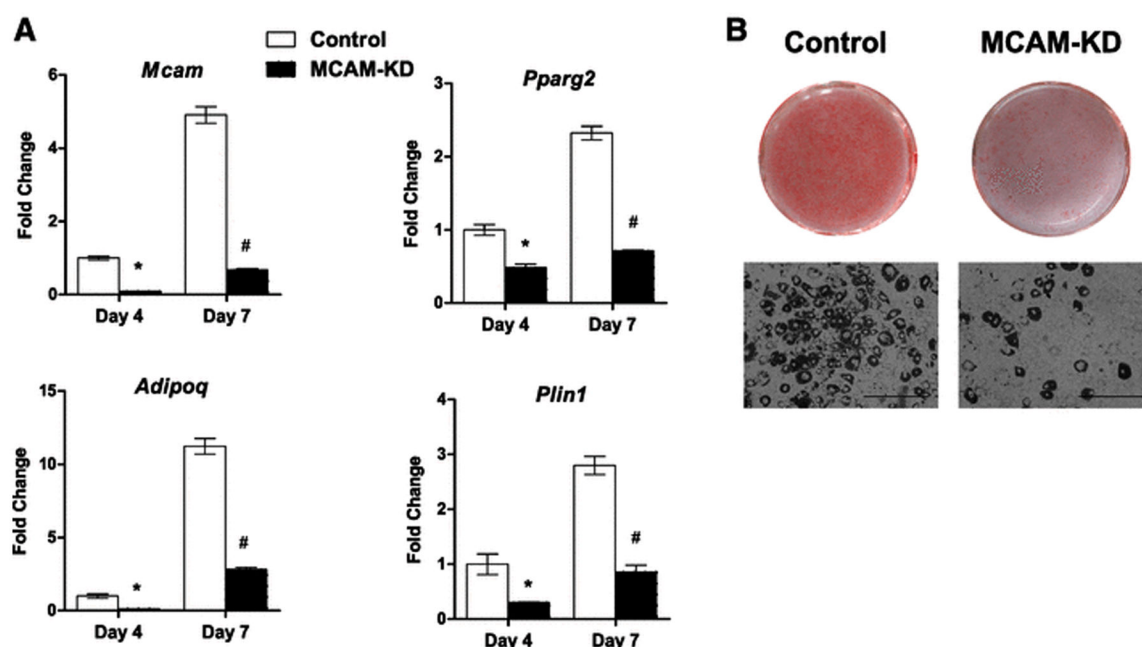 A
Control
MCAM-KD
Mcam
Fold Change
6
4
2
0
*
#
Day 4
Day 7
Pparg2
Fold Change
3
2
1
0
*
#
Day 4
Day 7
Adipoq
Fold Change
15
10
5
0
*
#
Day 4
Day 7
Plin1
Fold Change
4
3
2
1
0
*
#
Day 4
Day 7
B
Control
MCAM-KD